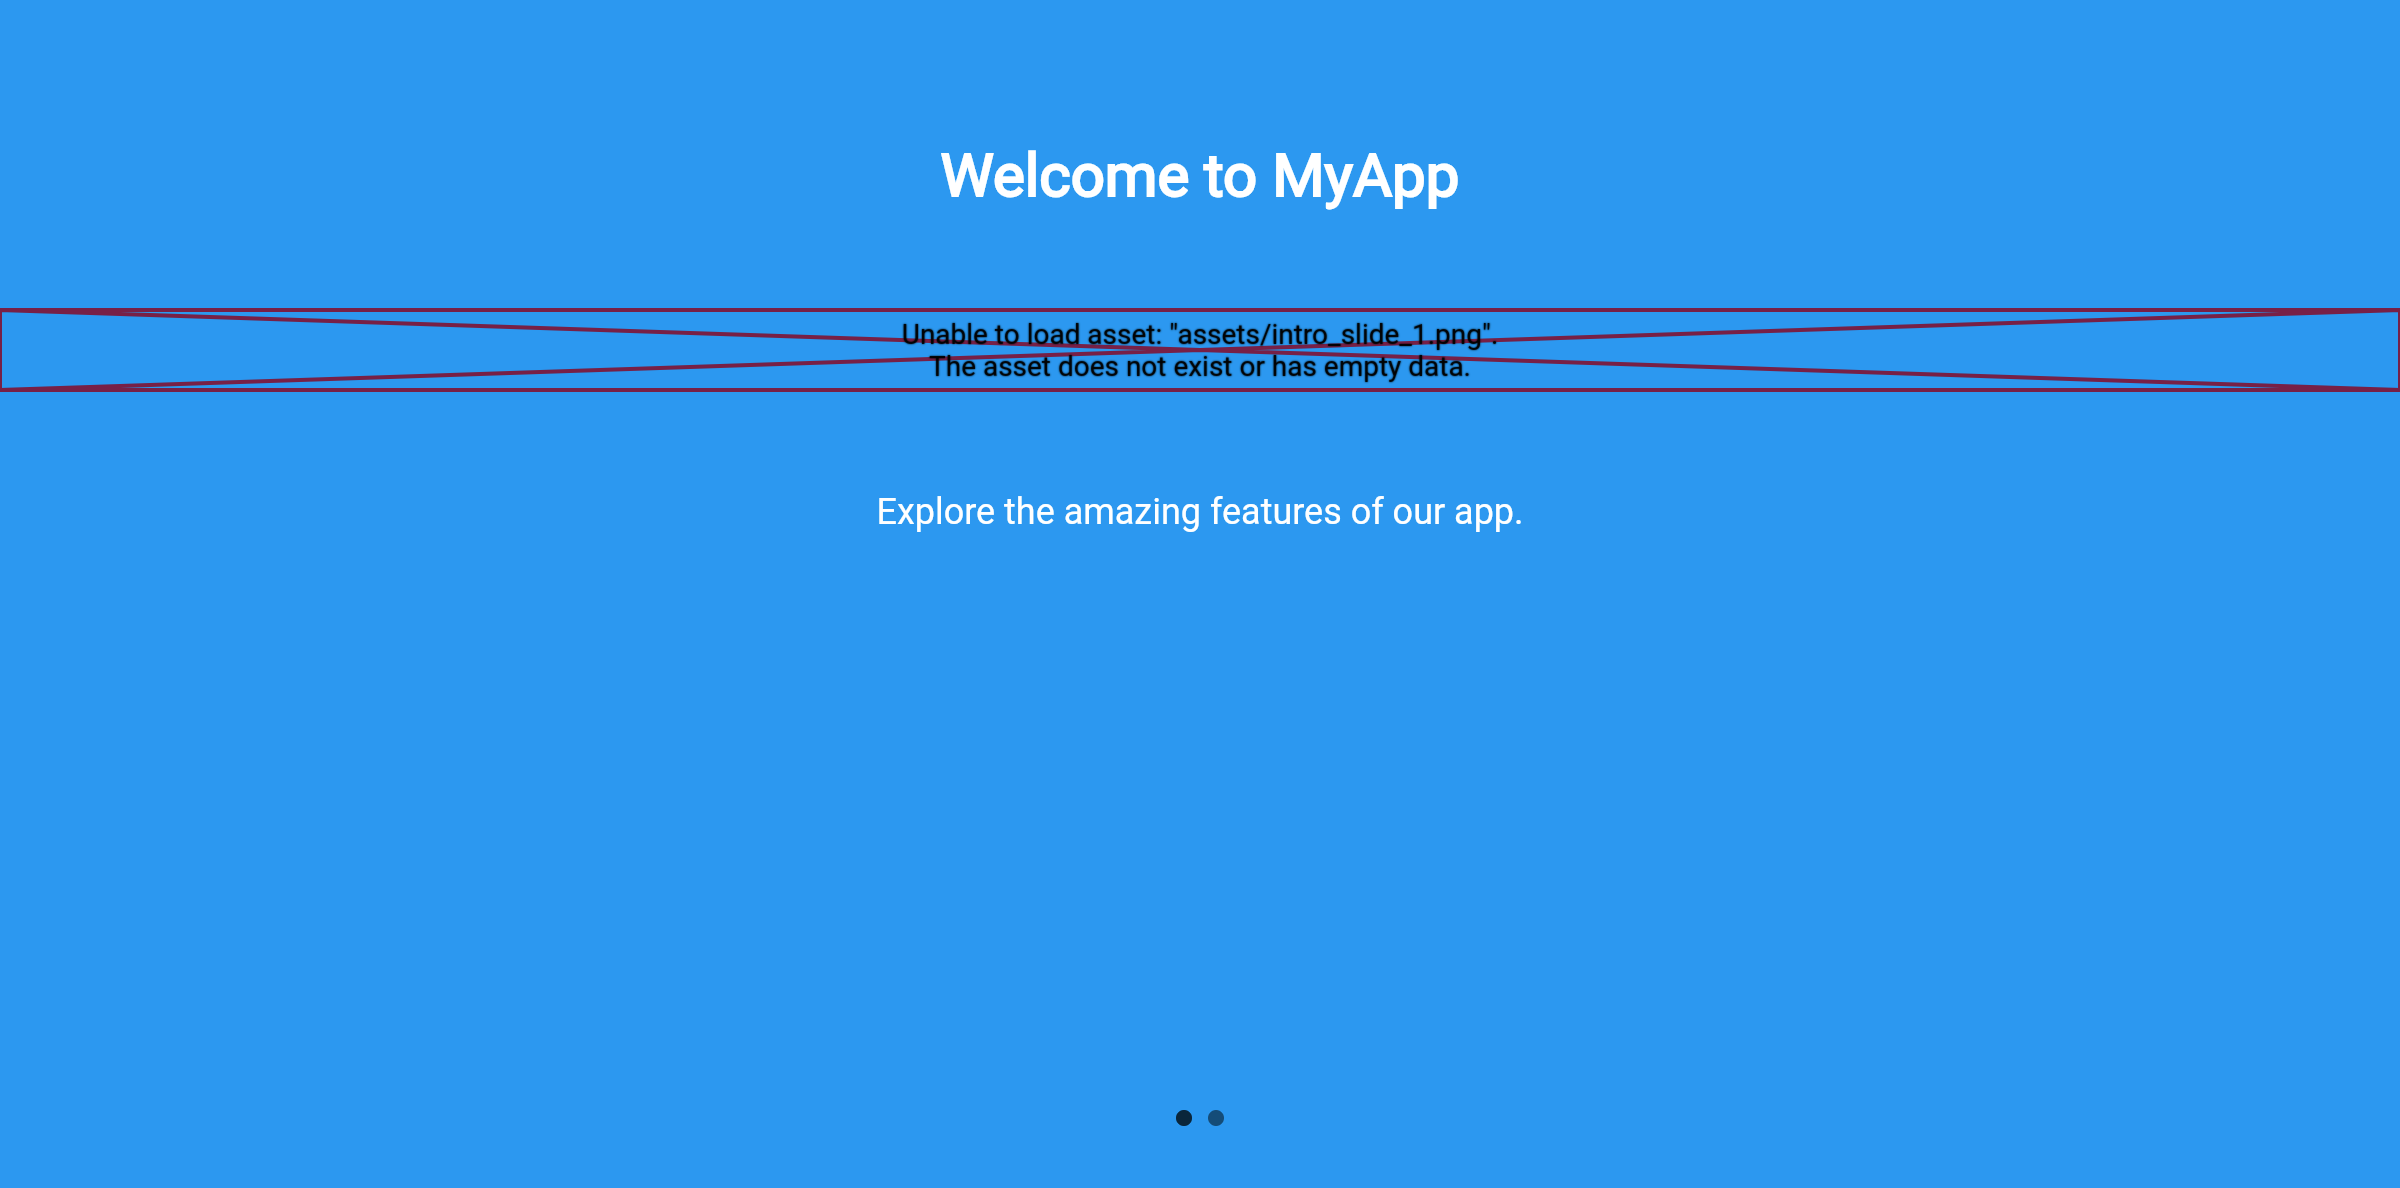 Welcome to MyApp
Unable to load asset: "assets/intro_slide_1.png".
The asset does not exist or has empty data.
Explore the amazing features of our app.